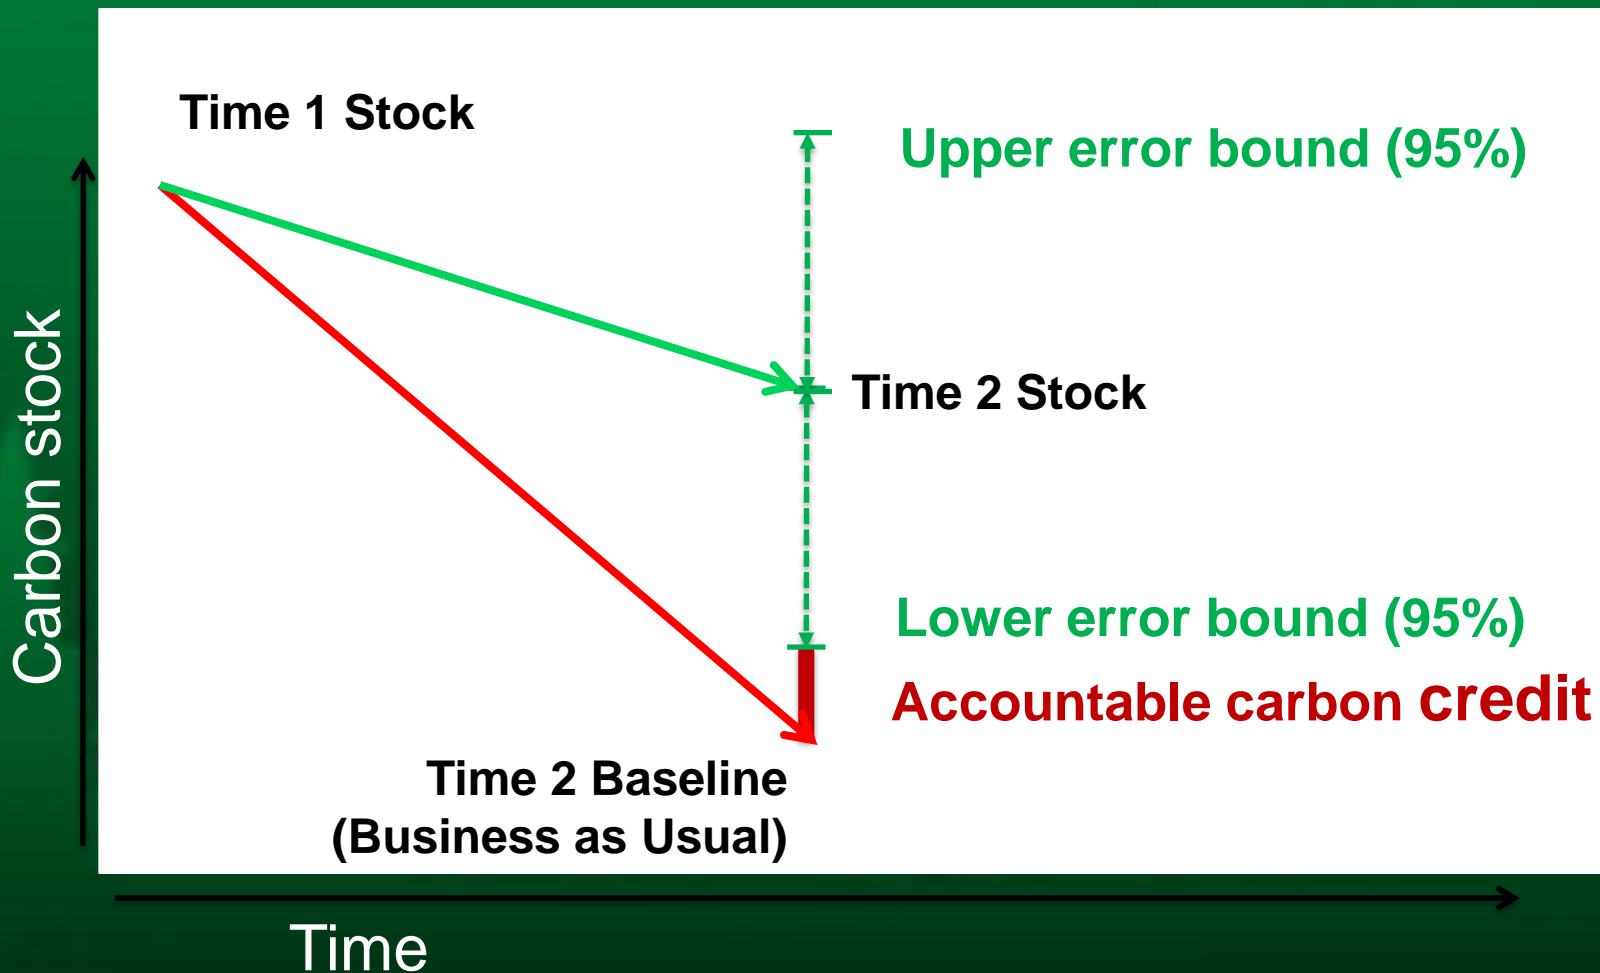 Time 1 Stock
Upper error bound (95%)
Carbon stock
Time 2 Stock
Lower error bound (95%)
Accountable carbon credit
Time 2 Baseline
(Business as Usual)
Time